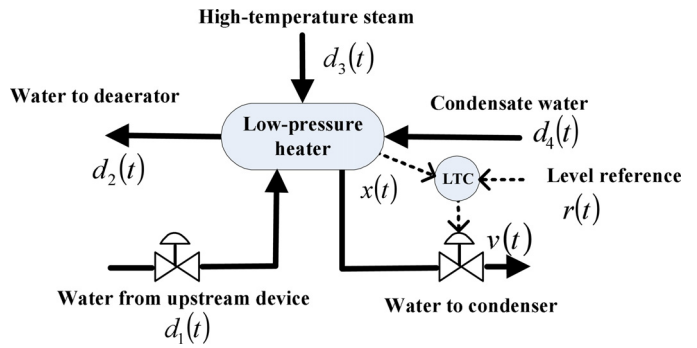 High-temperature steam
d₃(t)
Water to deaerator
Condensate water
Low-pressure
heater
d₂(t)
d₄(t)
x(t)
LTC
Level reference
r(t)
v(t)
Water from upstream device
Water to condenser
d₁(t)